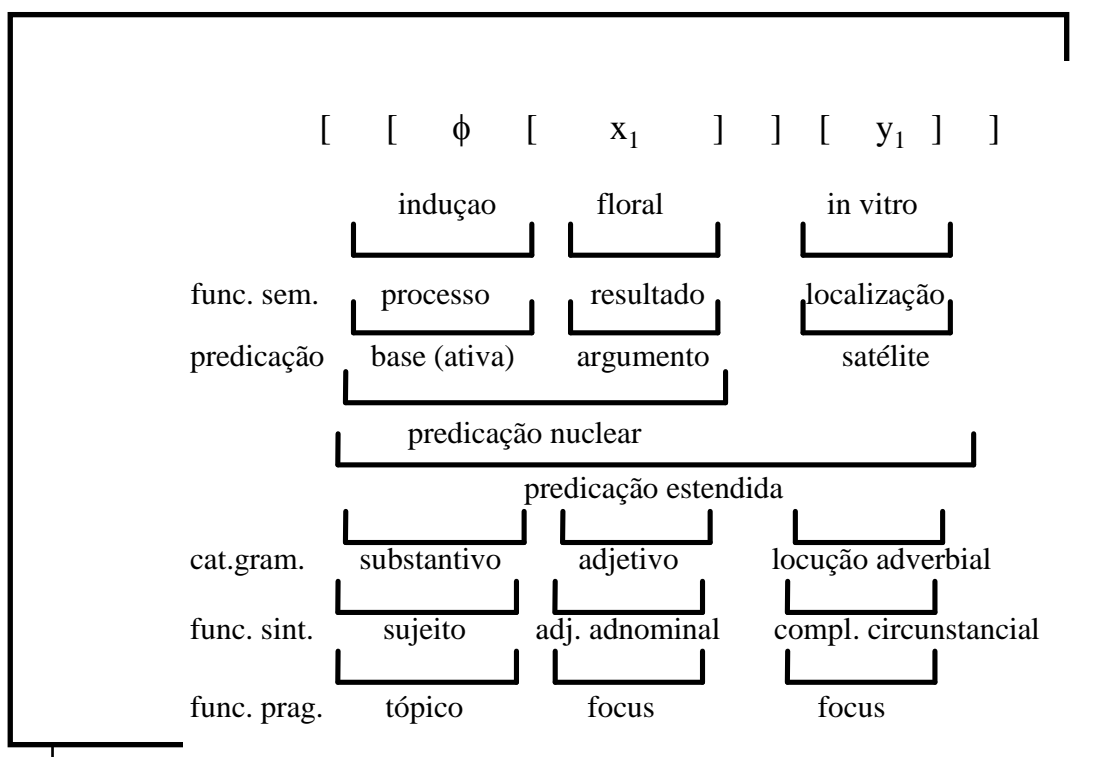 [ [ ϕ [ x₁ ] ] [ y₁ ] ]
induçao floral in vitro
func. sem. processo resultado localização
predicação base (ativa) argumento satélite
predicação nuclear
predicação estendida
cat.gram. substantivo adjetivo locução adverbial
func. sint. sujeito adj. adnominal compl. circunstancial
func. prag. tópico focus focus